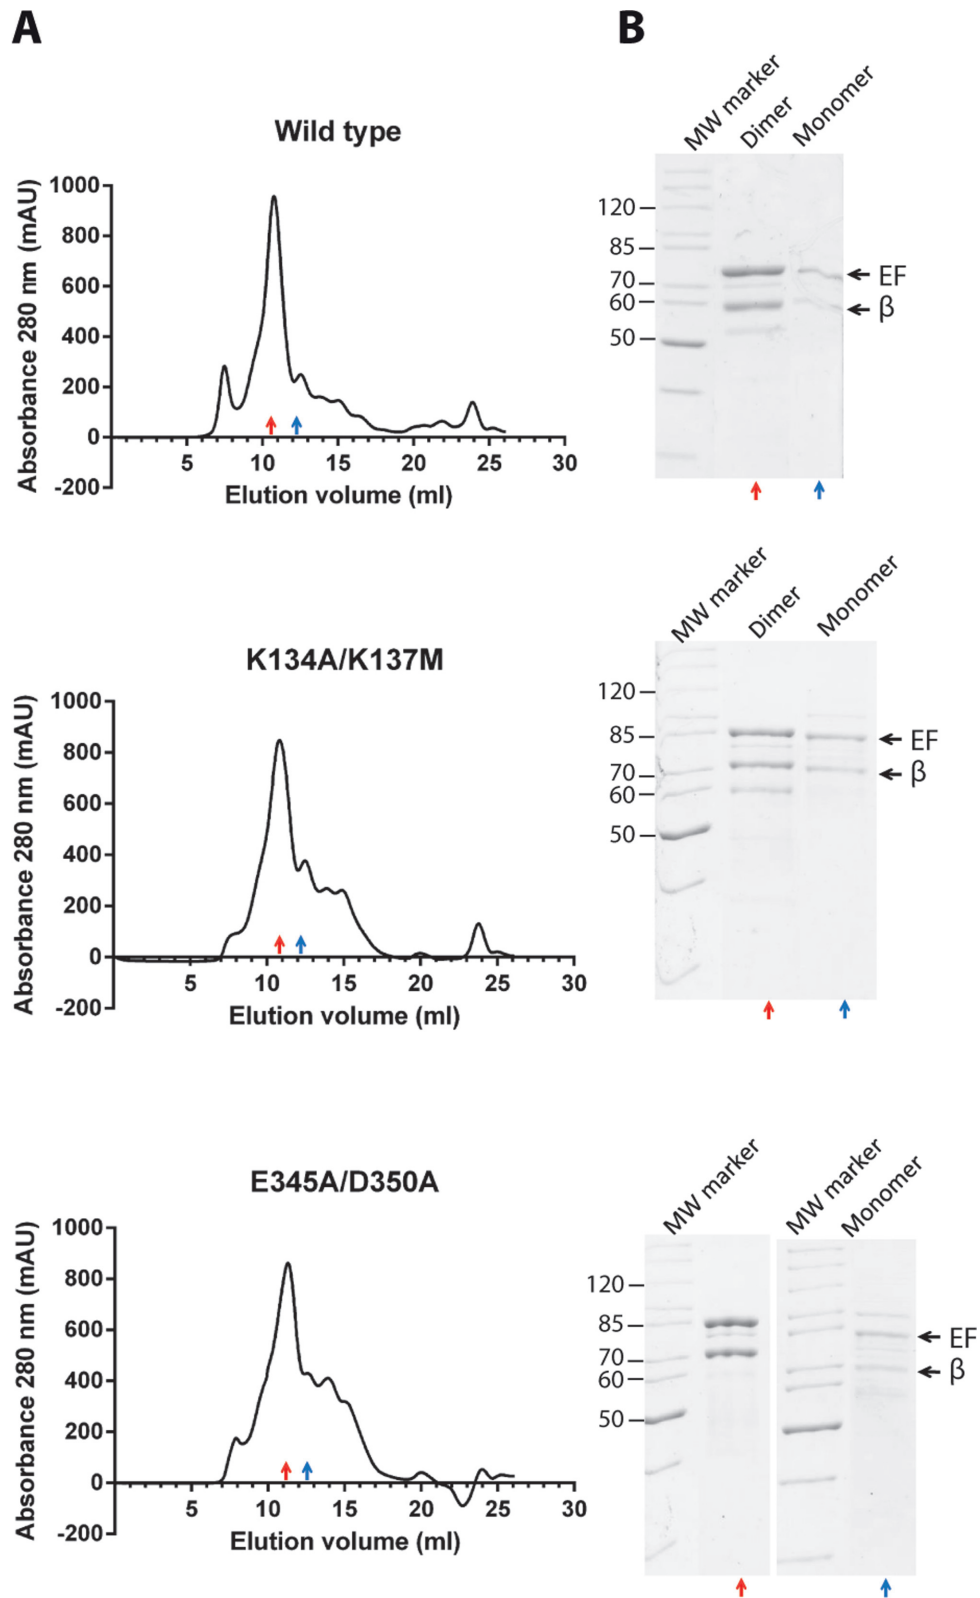 A
B
Wild type
Absorbance 280 nm (mAU)
1000
800
600
400
200
0
-200
5
10
15
20
25
30
Elution volume (ml)
MW marker
Dimer
Monomer
120
85
70
60
50
EF
β
K134A/K137M
Absorbance 280 nm (mAU)
1000
800
600
400
200
0
-200
5
10
15
20
25
30
Elution volume (ml)
MW marker
Dimer
Monomer
120
85
70
60
50
EF
β
E345A/D350A
Absorbance 280 nm (mAU)
1000
800
600
400
200
0
-200
5
10
15
20
25
30
Elution volume (ml)
MW marker
MW marker
Monomer
120
85
70
60
50
EF
β